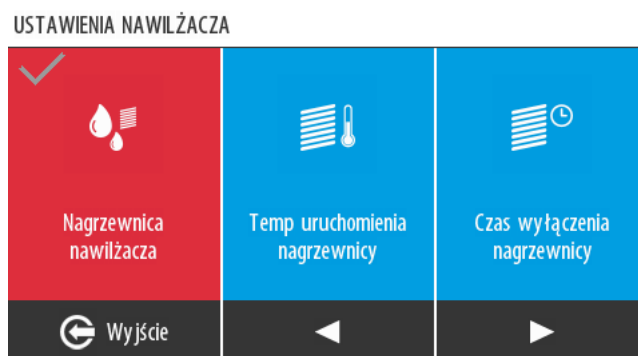 USTAWIENIA NAWILŻACZA
Nagrzewnica
nawilżacza
Temp uruchomienia
nagrzewnicy
Czas wyłączenia
nagrzewnicy
Wyjście